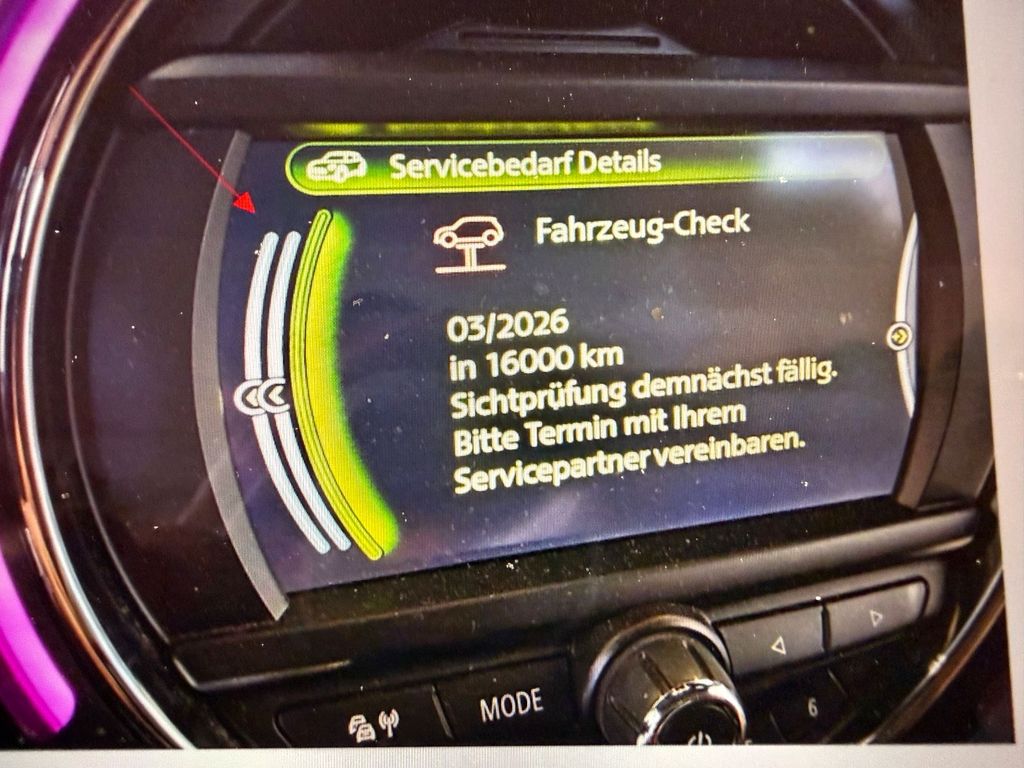 Servicebedarf Details
Fahrzeug-Check
03/2026
in 16000 km
Sichtprüfung demnächst fällig.
Bitte Termin mit Ihrem
Servicepartner vereinbaren.
MODE
6